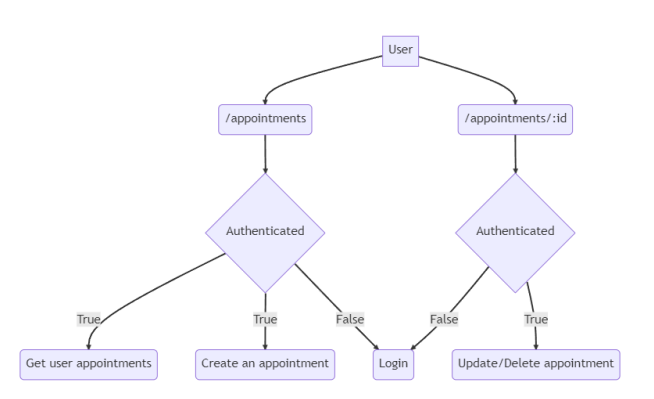 User
/appointments
/appointments/:id
Authenticated
Authenticated
True
True
False
False
True
Get user appointments
Create an appointment
Login
Update/Delete appointment